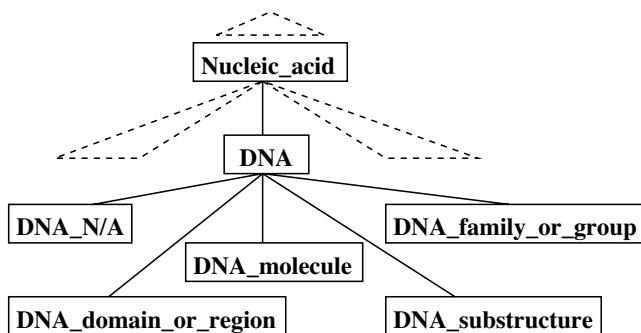 Nucleic_acid
DNA
DNA_N/A
DNA_family_or_group
DNA_molecule
DNA_domain_or_region
DNA_substructure